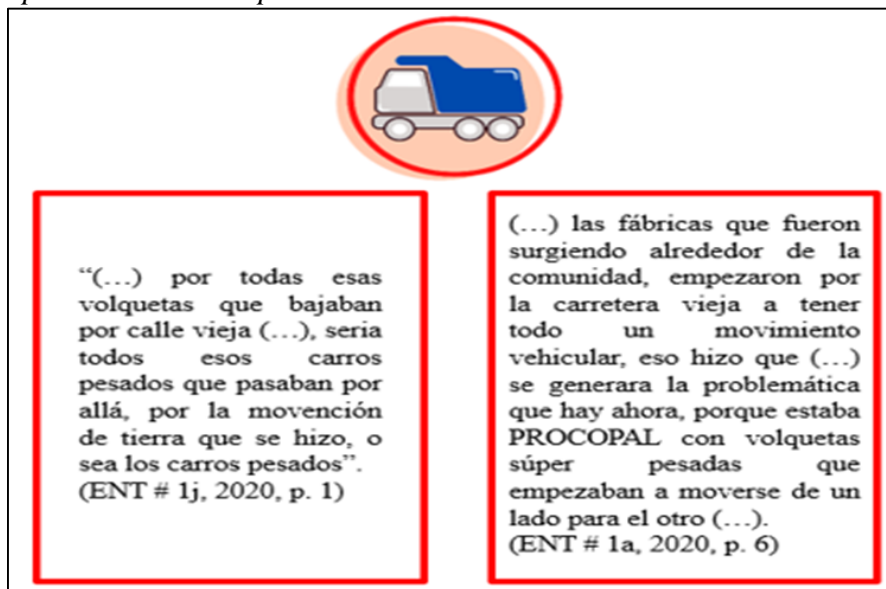 “(…) por todas esas
volquetas que bajaban
por calle vieja (…), seria
todos esos carros
pesados que pasaban por
allá, por la movención
de tierra que se hizo, o
sea los carros pesados”.
(ENT # 1j, 2020, p. 1)
(…) las fábricas que fueron
surgiendo alrededor de la
comunidad, empezaron por
la carretera vieja a tener
todo un movimiento
vehicular, eso hizo que (…)
se generara la problemática
que hay ahora, porque estaba
PROCOPAL con volquetas
súper pesadas que
empezaban a moverse de un
lado para el otro (…).
(ENT # 1a, 2020, p. 6)